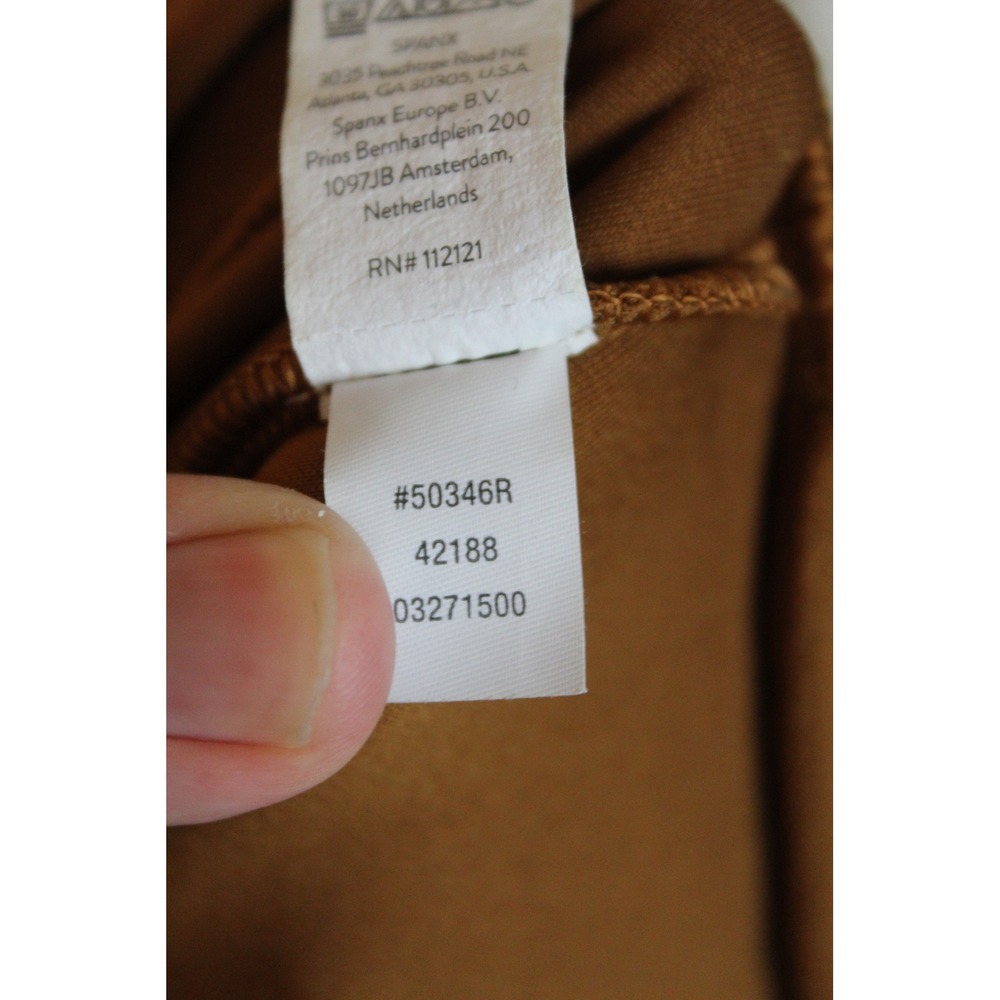 SPANX
3035 Peachtree Road NE
Atlanta, GA 30305, U.S.A.
Spanx Europe B.V.
Prins Bernhardplein 200
1097JB Amsterdam,
Netherlands
RN# 112121
#50346R
42188
03271500